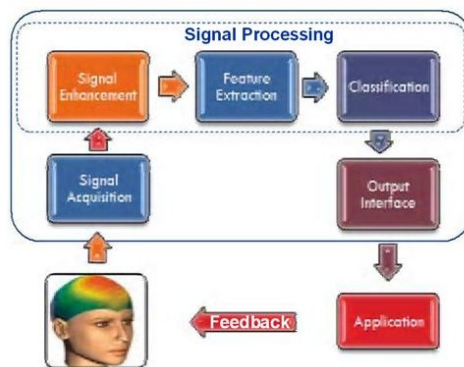 Signal Processing
Signal
Enhancement
Feature
Extraction
Classification
Signal
Acquisition
Output
Interface
Feedback
Application